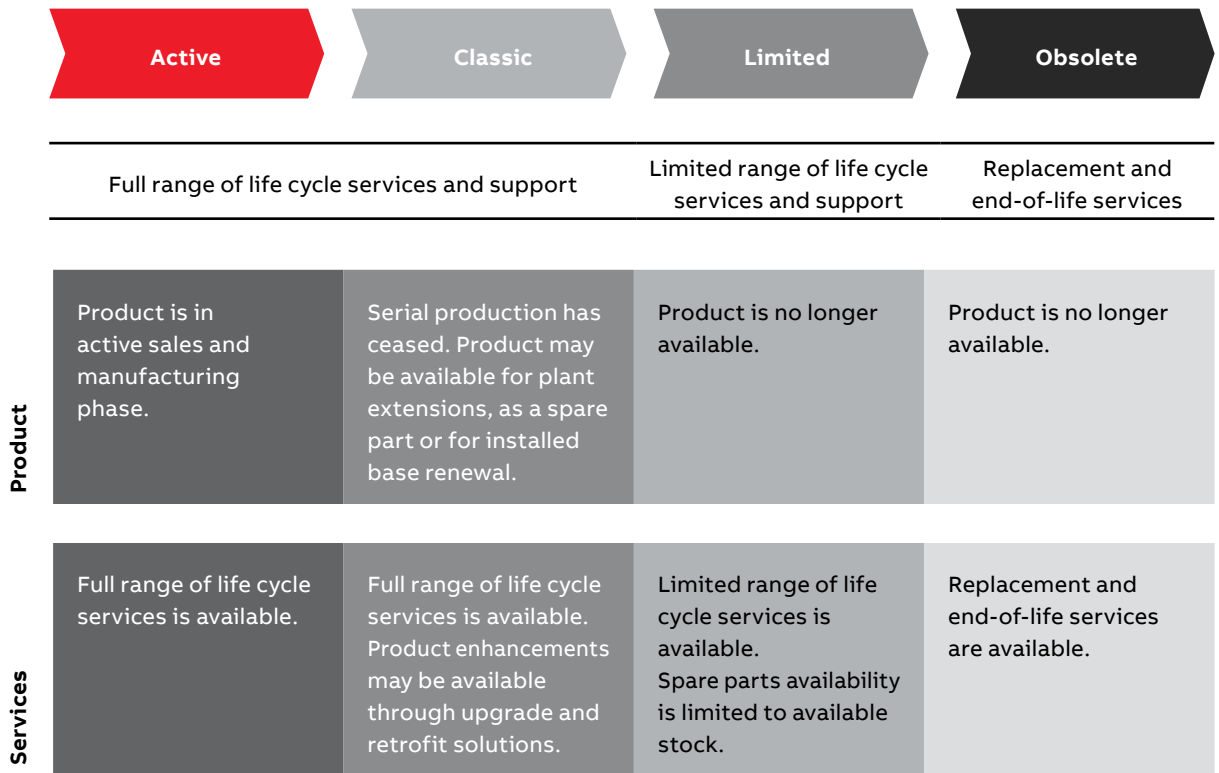 Active
Classic
Limited
Obsolete
Full range of life cycle services and support
Limited range of life cycle
services and support
Replacement and
end-of-life services
Product
Product is in
active sales and
manufacturing
phase.
Serial production has
ceased. Product may
be available for plant
extensions, as a spare
part or for installed
base renewal.
Product is no longer
available.
Product is no longer
available.
Services
Full range of life cycle
services is available.
Full range of life cycle
services is available.
Product enhancements
may be available
through upgrade and
retrofit solutions.
Limited range of life
cycle services is
available.
Spare parts availability
is limited to available
stock.
Replacement and
end-of-life services
are available.